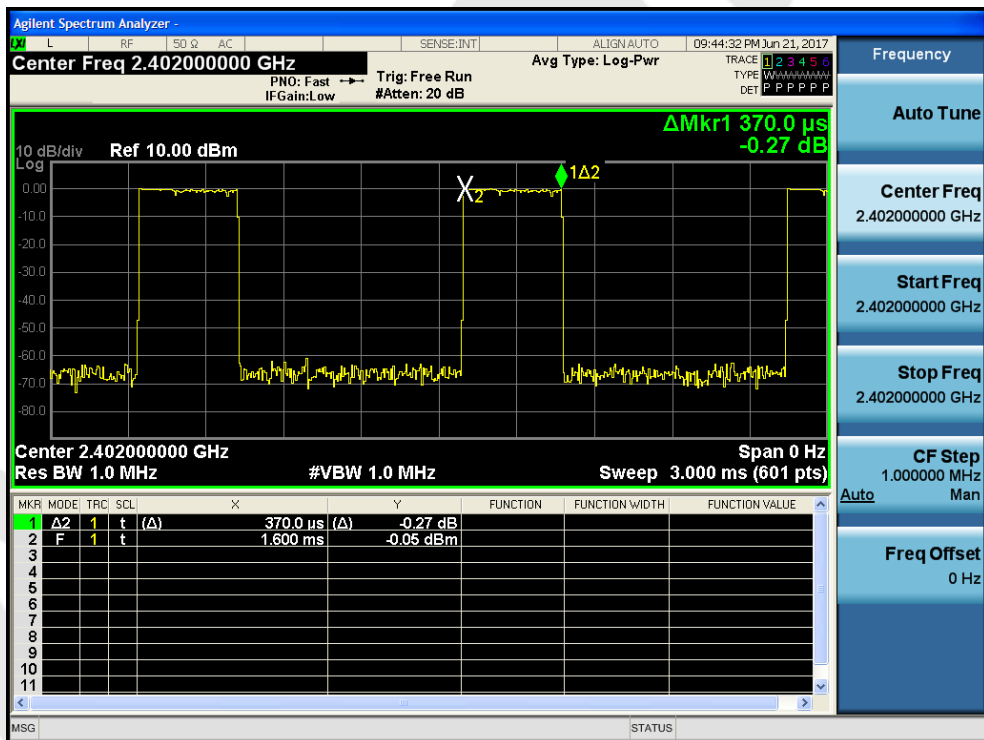 Agilent Spectrum Analyzer -
LXI L RF 50 Ω AC SENSE:INT ALIGN AUTO 09:44:32 PM Jun 21, 2017
Center Freq 2.402000000 GHz
PNO: Fast
IFGain:Low
Trig: Free Run
#Atten: 20 dB
Avg Type: Log-Pwr
TRACE 1 2 3 4 5 6
TYPE WWWWWW
DET P P P P P P
ΔMkr1 370.0 µs
-0.27 dB
10 dB/div Ref 10.00 dBm
Log
0.00
-10.0
-20.0
-30.0
-40.0
-50.0
-60.0
-70.0
-80.0
X2
1Δ2
Center 2.402000000 GHz Span 0 Hz
Res BW 1.0 MHz #VBW 1.0 MHz Sweep 3.000 ms (601 pts)
MKR MODE TRC SCL X Y FUNCTION FUNCTION WIDTH FUNCTION VALUE
1 Δ2 1 t (Δ) 370.0 µs (Δ) -0.27 dB
2 F 1 t 1.600 ms -0.05 dBm
3
4
5
6
7
8
9
10
11
MSG STATUS
Frequency
Auto Tune
Center Freq
2.402000000 GHz
Start Freq
2.402000000 GHz
Stop Freq
2.402000000 GHz
CF Step
1.000000 MHz
Auto Man
Freq Offset
0 Hz